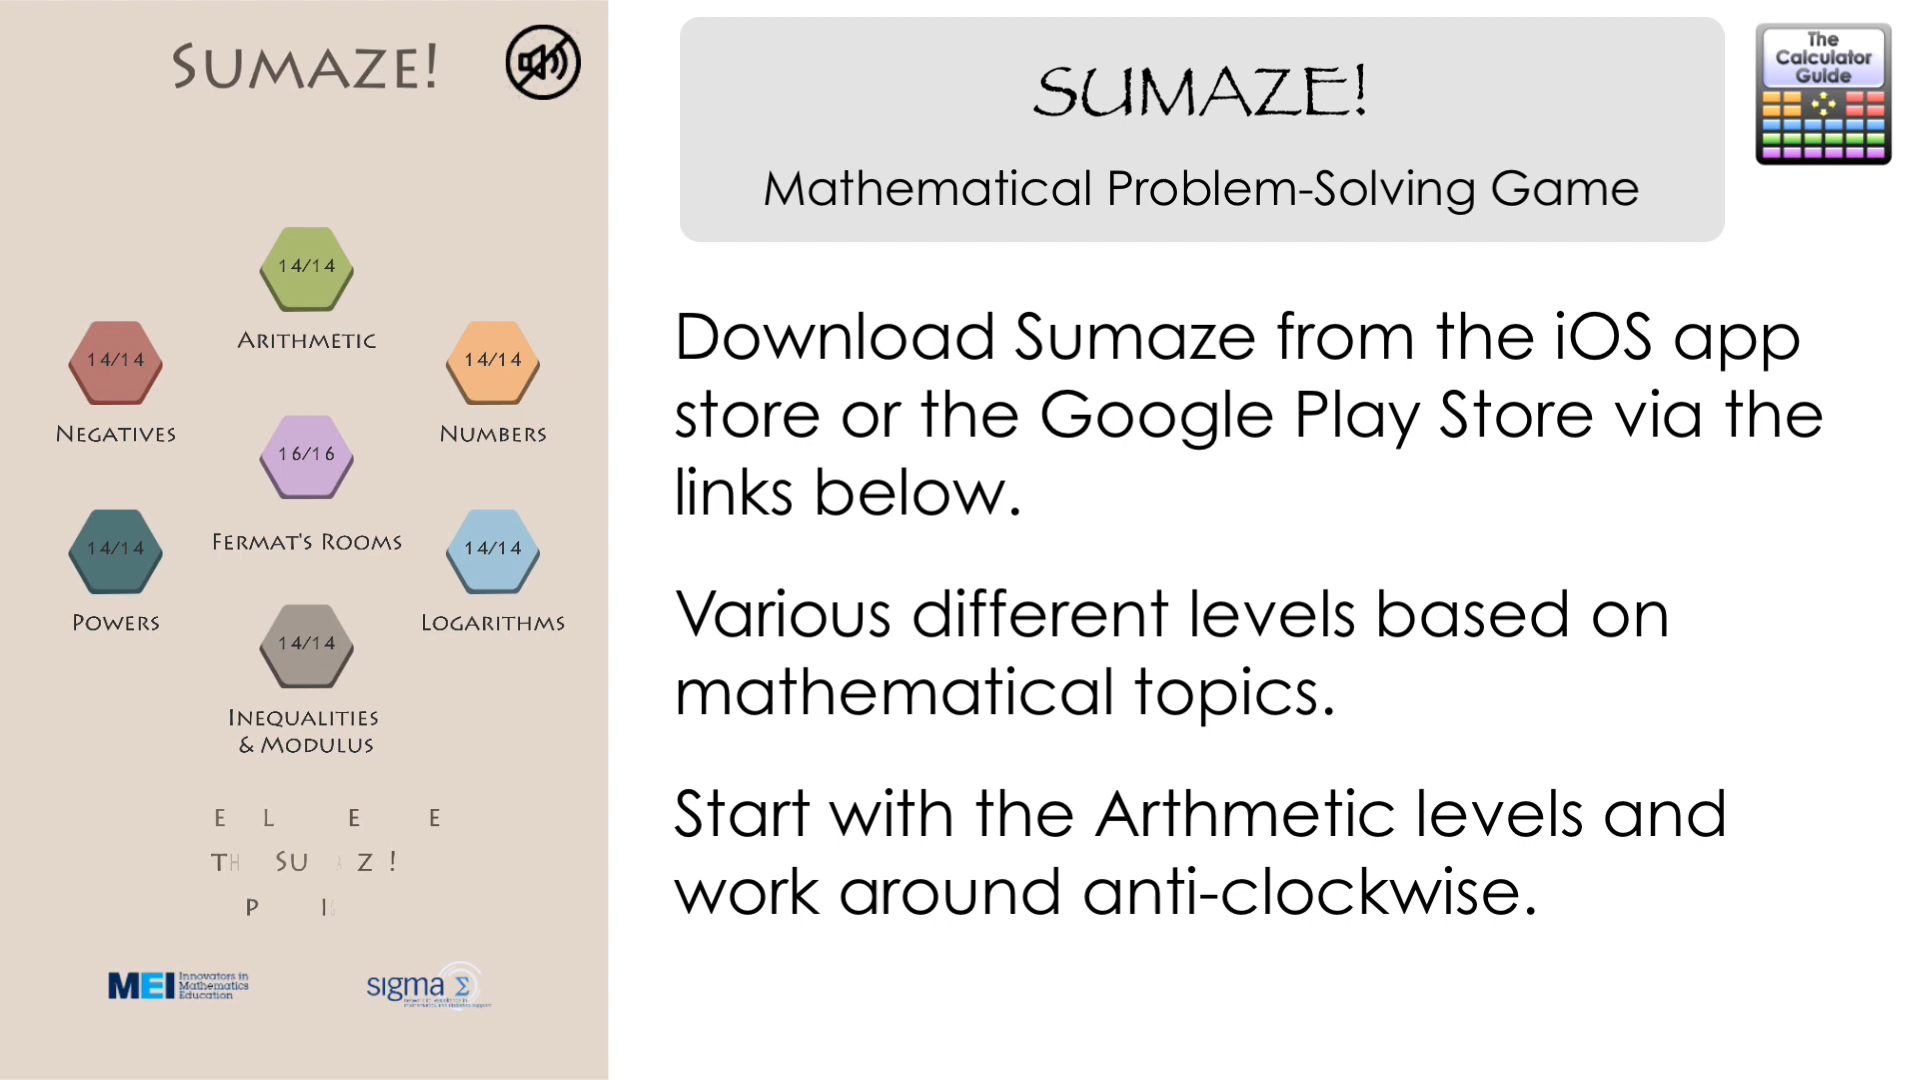 SUMAZE!
14/14
ARITHMETIC
14/14
NEGATIVES
14/14
NUMBERS
16/16
FERMAT'S ROOMS
14/14
POWERS
14/14
LOGARITHMS
14/14
INEQUALITIES
& MODULUS
E L E E
TH SU Z !
P I
MEI Innovators in
Mathematics
Education
sigma Σ
SUMAZE!
Mathematical Problem-Solving Game
The
Calculator
Guide
Download Sumaze from the iOS app
store or the Google Play Store via the
links below.
Various different levels based on
mathematical topics.
Start with the Arthmetic levels and
work around anti-clockwise.